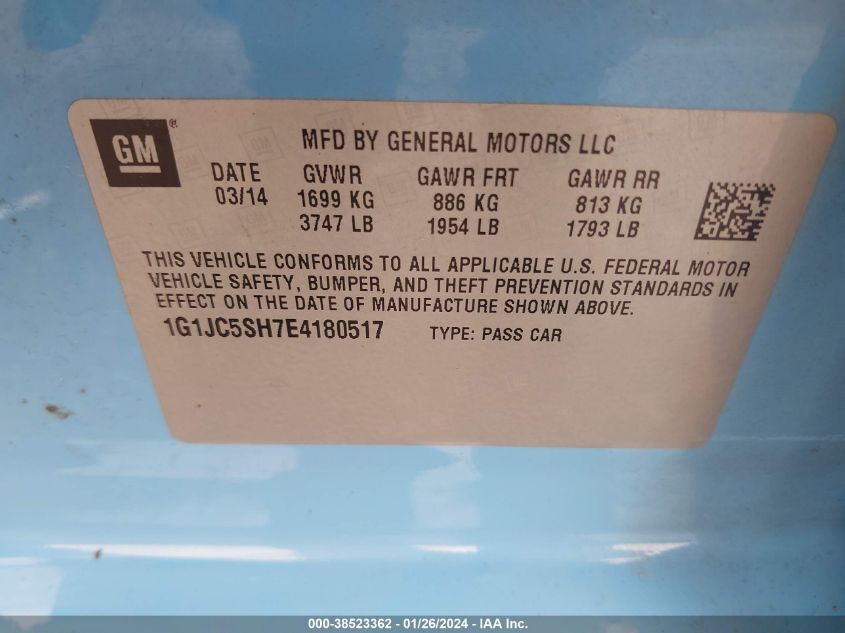 GM®
MFD BY GENERAL MOTORS LLC
DATE GVWR GAWR FRT GAWR RR
03/14 1699 KG 886 KG 813 KG
3747 LB 1954 LB 1793 LB
THIS VEHICLE CONFORMS TO ALL APPLICABLE U.S. FEDERAL MOTOR
VEHICLE SAFETY, BUMPER, AND THEFT PREVENTION STANDARDS IN
EFFECT ON THE DATE OF MANUFACTURE SHOWN ABOVE.
1G1JC5SH7E4180517 TYPE: PASS CAR
000-38523362 - 01/26/2024 - IAA Inc.